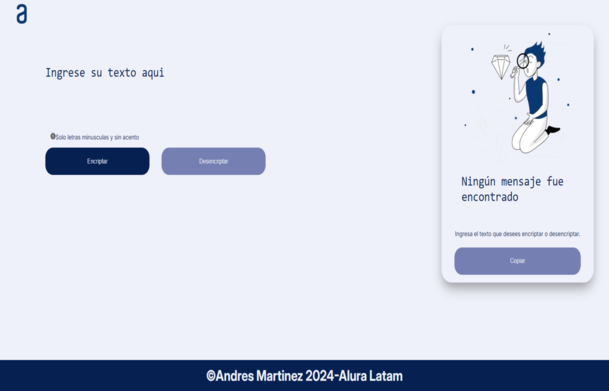 a
Ingrese su texto aqui
Solo letras minusculas y sin acento
Encriptar
Desencriptar
Ningún mensaje fue
encontrado
Ingresa el texto que desees encriptar o desencriptar.
Copiar
©Andres Martinez 2024-Alura Latam